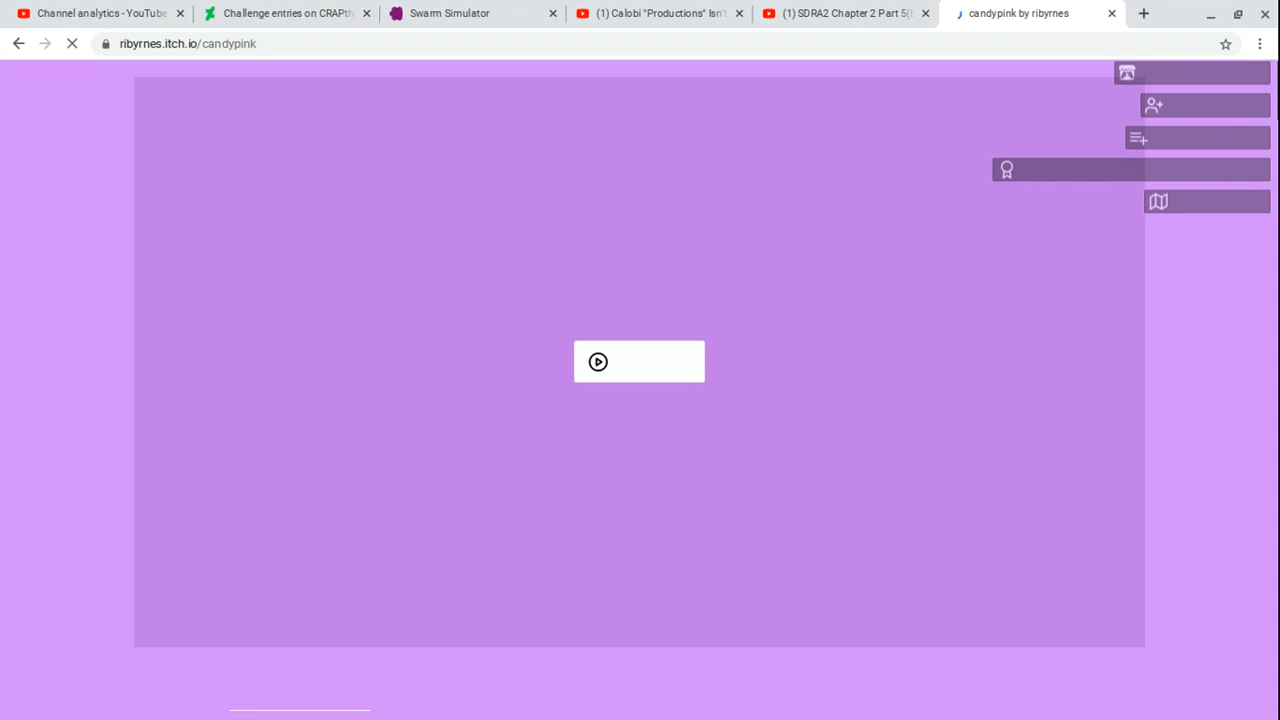 Channel analytics - YouTube
Challenge entries on CRAPth
Swarm Simulator
(1) Calobi "Productions" Isn'
(1) SDRA2 Chapter 2 Part 5(E
candypink by ribyrnes
ribyrnes.itch.io/candypink